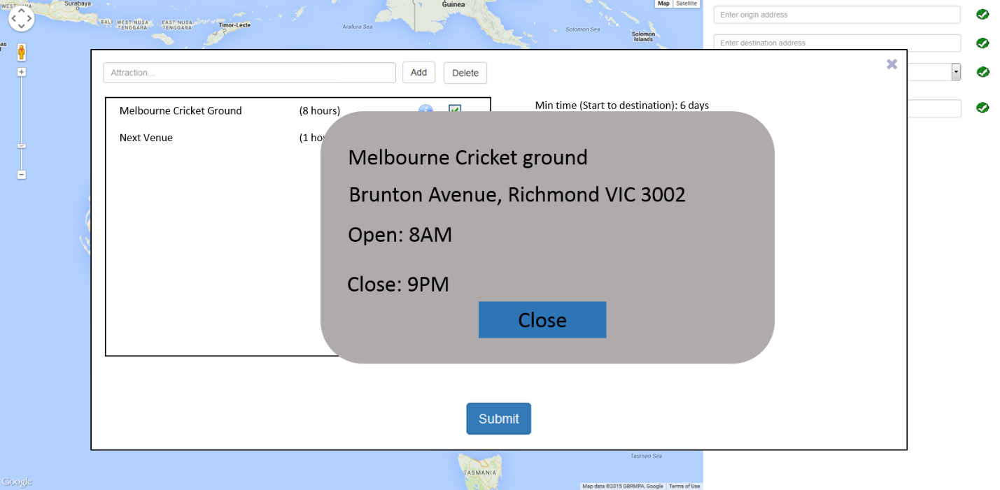 WEST
Surabaya
BALI
WEST NUSA
TENGGARA
EAST NUSA
TENGGARA
Timor-Leste
Arafura Sea
Guinea
Solomon Sea
Solomon
Islands
Map
Satellite
Enter origin address
Enter destination address
Attraction...
Add
Delete
Melbourne Cricket Ground (8 hours)
Min time (Start to destination): 6 days
Next Venue (1 hou
Melbourne Cricket ground
Brunton Avenue, Richmond VIC 3002
Open: 8AM
Close: 9PM
Close
Submit
Tasman Sea
TASMANIA
Google
Map data ©2015 GBRMPA, Google
Terms of Use